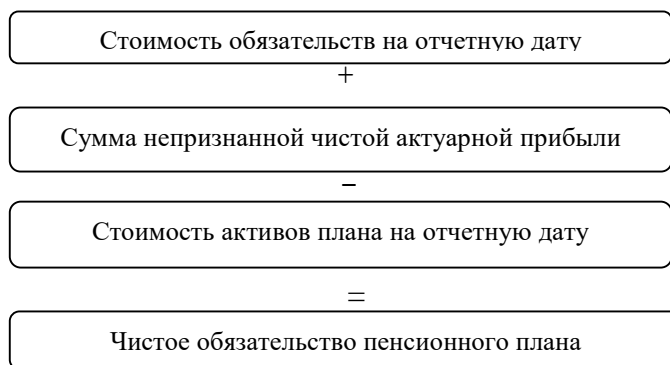 Стоимость обязательств на отчетную дату
+
Сумма непризнанной чистой актуарной прибыли
–
Стоимость активов плана на отчетную дату
=
Чистое обязательство пенсионного плана